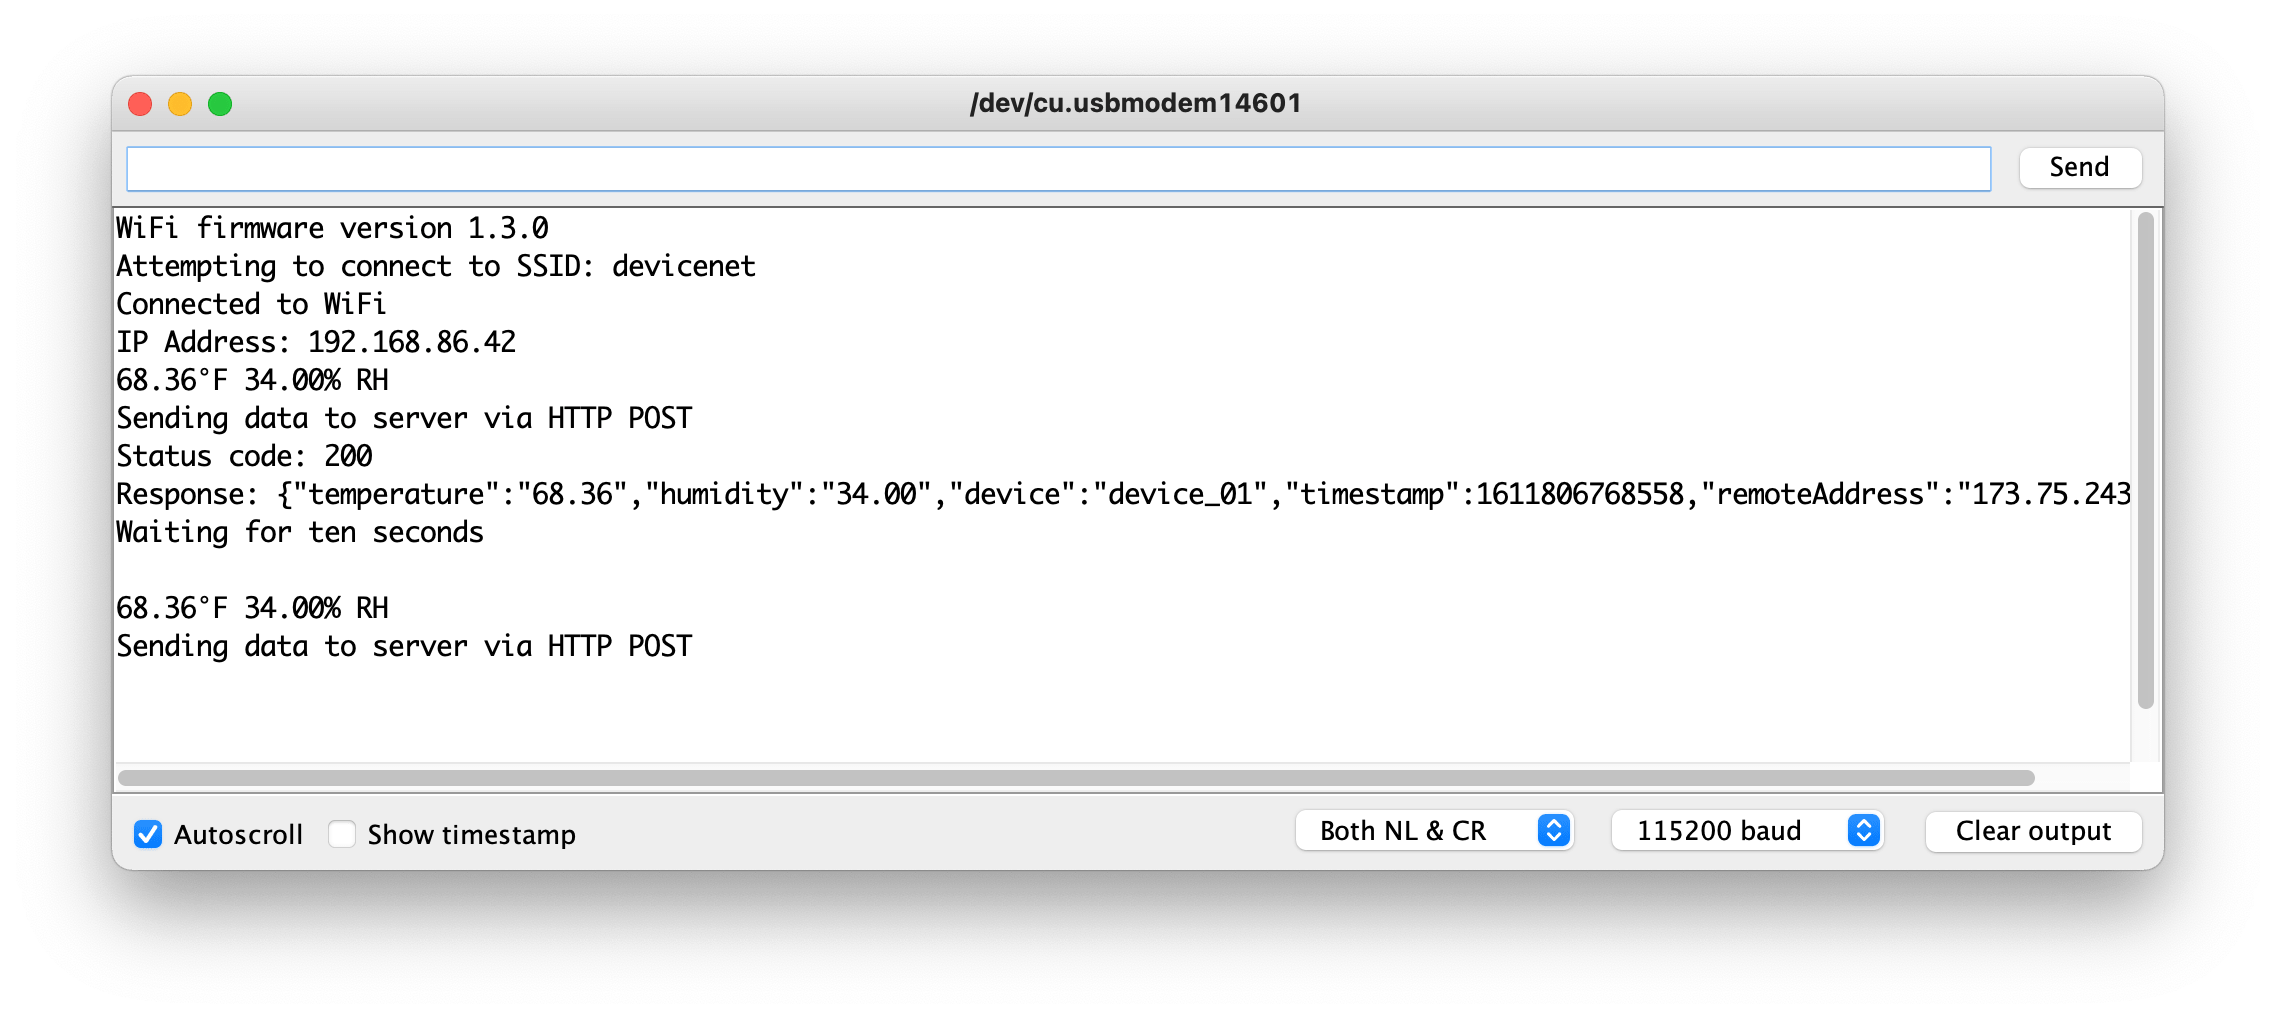 /dev/cu.usbmodem14601
Send
WiFi firmware version 1.3.0
Attempting to connect to SSID: devicenet
Connected to WiFi
IP Address: 192.168.86.42
68.36°F 34.00% RH
Sending data to server via HTTP POST
Status code: 200
Response: {"temperature":"68.36","humidity":"34.00","device":"device_01","timestamp":1611806768558,"remoteAddress":"173.75.243
Waiting for ten seconds
68.36°F 34.00% RH
Sending data to server via HTTP POST
Autoscroll Show timestamp Both NL & CR 115200 baud Clear output